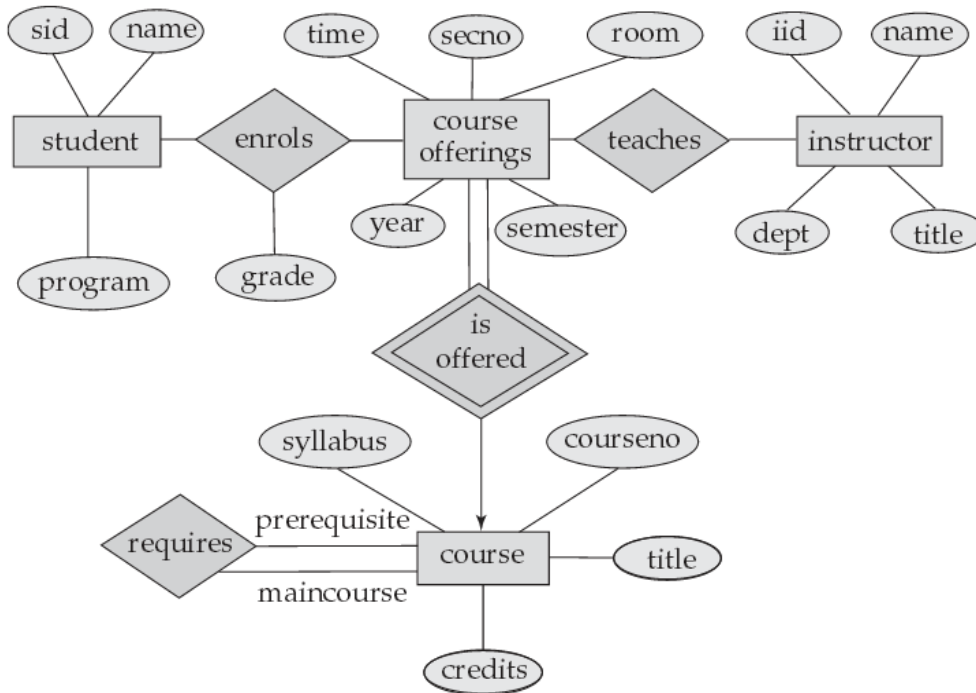 sid
name
time
secno
room
iid
name
student
enrols
course
offerings
teaches
instructor
year
semester
dept
title
program
grade
is
offered
syllabus
courseno
requires
prerequisite
course
title
maincourse
credits